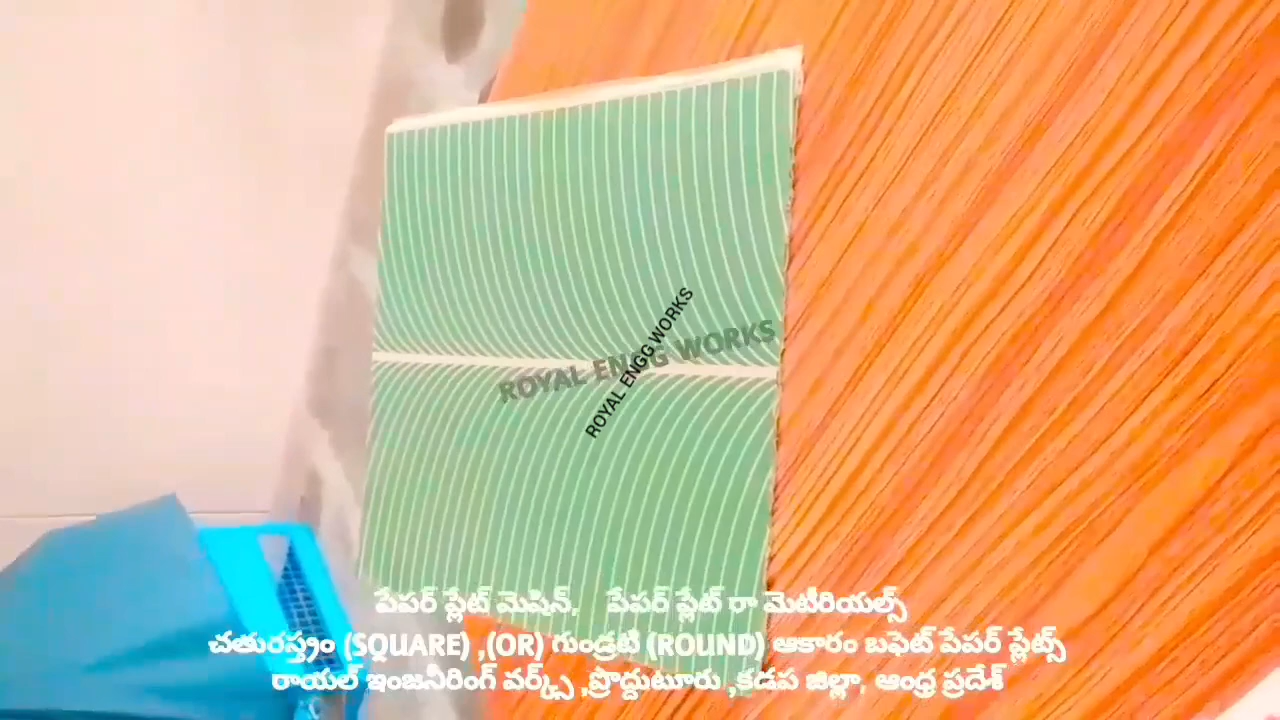 ROYAL ENGG WORKS
ROYAL ENGG WORKS
పేపర్ ప్లేట్ మెషిన్, పేపర్ ప్లేట్ రా మెటీరియల్స్
చతురస్త్రం (SQUARE) ,(OR) గుండ్రటి (ROUND) ఆకారం బఫెట్ పేపర్ ప్లేట్స్
రాయల్ ఇంజనీరింగ్ వర్క్స్ ,ప్రొద్దుటూరు ,కడప జిల్లా, ఆంధ్ర ప్రదేశ్